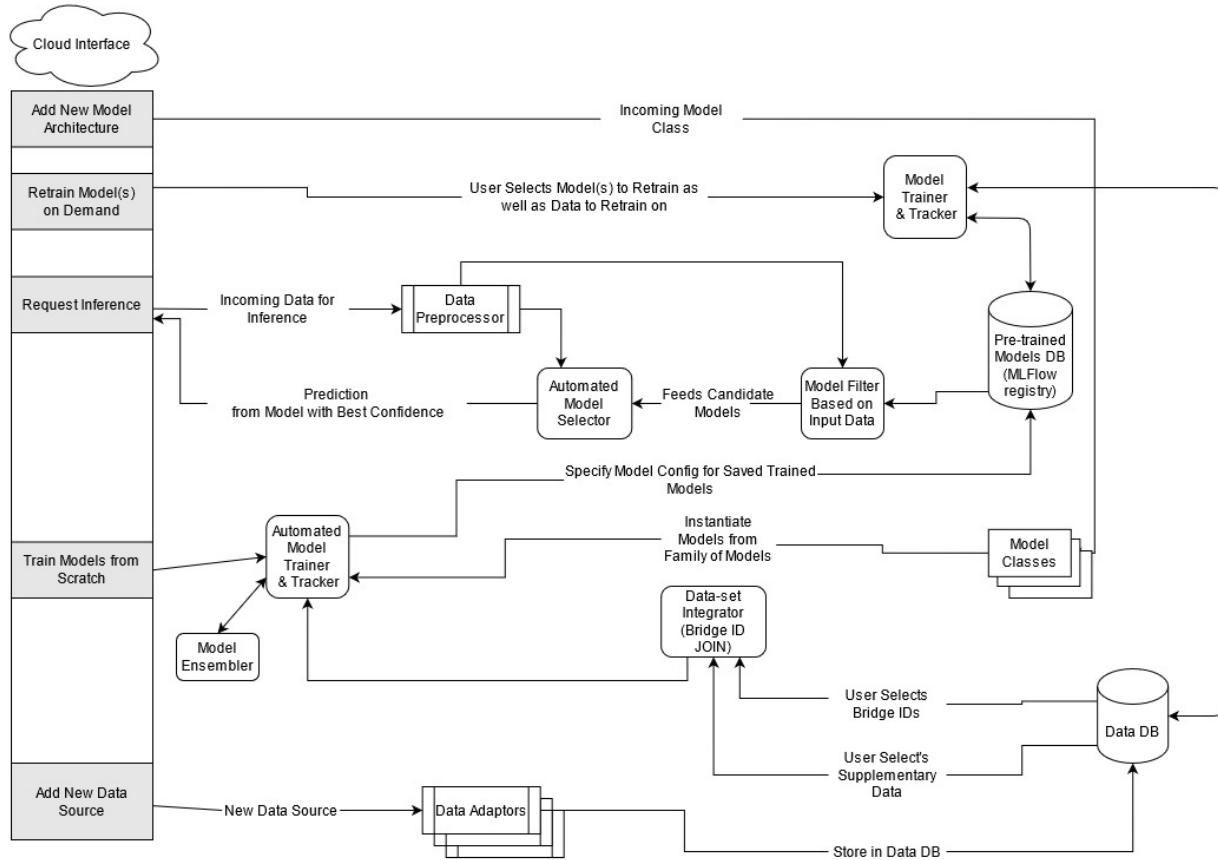 Cloud Interface
Add New Model
Architecture
Incoming Model
Class
Retrain Model(s)
on Demand
User Selects Model(s) to Retrain as
well as Data to Retrain on
Model
Trainer
& Tracker
Request Inference
Incoming Data for
Inference
Data
Preprocessor
Pre-trained
Models DB
(MLFlow
registry)
Prediction
from Model with Best Confidence
Automated
Model
Selector
Feeds Candidate
Models
Model Filter
Based on
Input Data
Specify Model Config for Saved Trained
Models
Train Models from
Scratch
Automated
Model
Trainer
& Tracker
Instantiate
Models from
Family of Models
Model
Classes
Model
Ensembler
Data-set
Integrator
(Bridge ID
JOIN)
User Selects
Bridge IDs
Data DB
User Select's
Supplementary
Data
Add New Data
Source
New Data Source
Data Adaptors
Store in Data DB